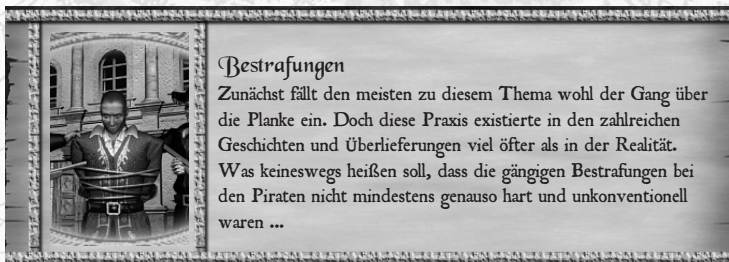 Bestrafungen
Zunächst fällt den meisten zu diesem Thema wohl der Gang über
die Planke ein. Doch diese Praxis existierte in den zahlreichen
Geschichten und Überlieferungen viel öfter als in der Realität.
Was keineswegs heißen soll, dass die gängigen Bestrafungen bei
den Piraten nicht mindestens genauso hart und unkonventionell
waren ...